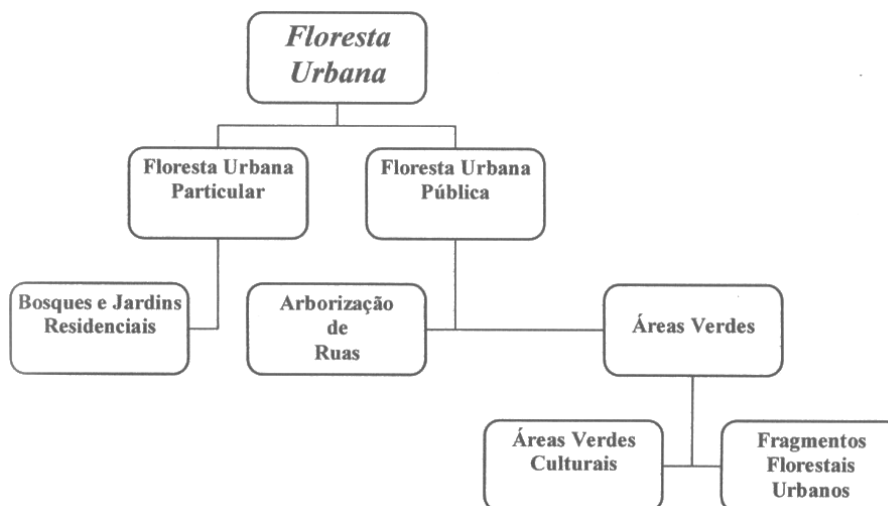 Floresta
Urbana
Floresta Urbana
Particular
Floresta Urbana
Pública
Bosques e Jardins
Residenciais
Arborização
de
Ruas
Áreas Verdes
Áreas Verdes
Culturais
Fragmentos
Florestais
Urbanos